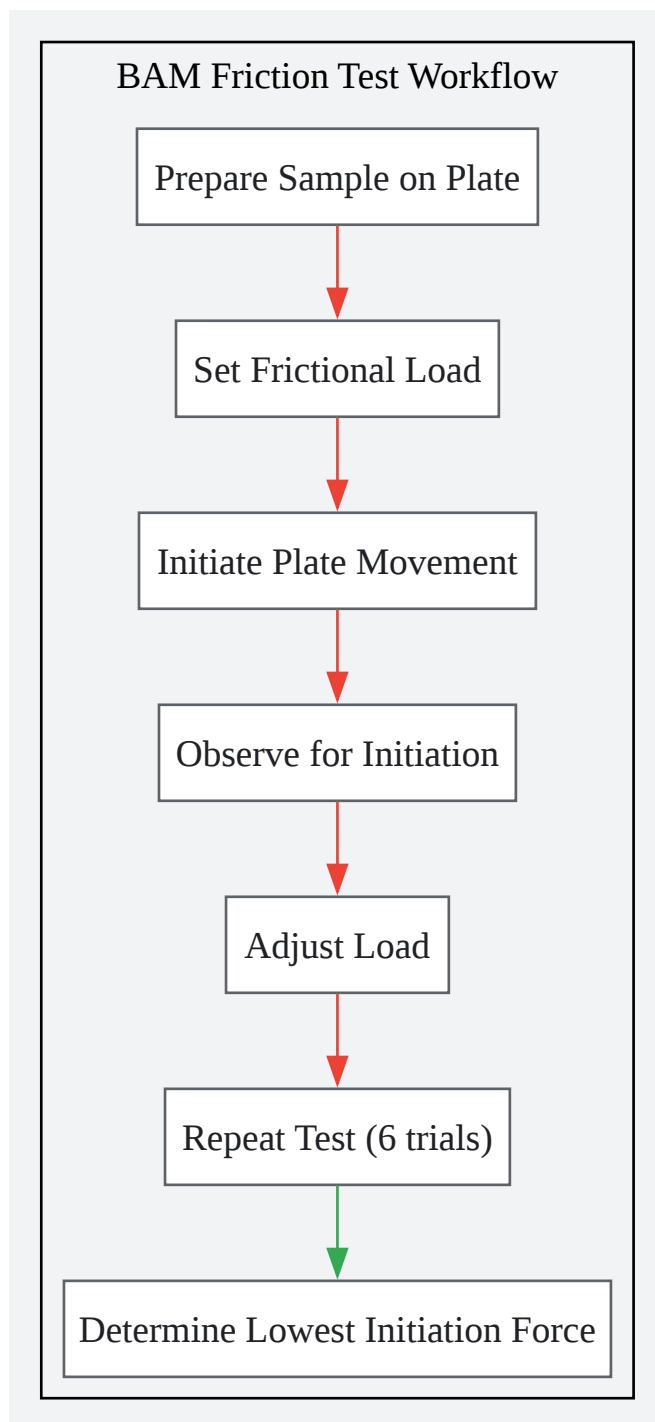 BAM Friction Test Workflow
Prepare Sample on Plate
Set Frictional Load
Initiate Plate Movement
Observe for Initiation
Adjust Load
Repeat Test (6 trials)
Determine Lowest Initiation Force